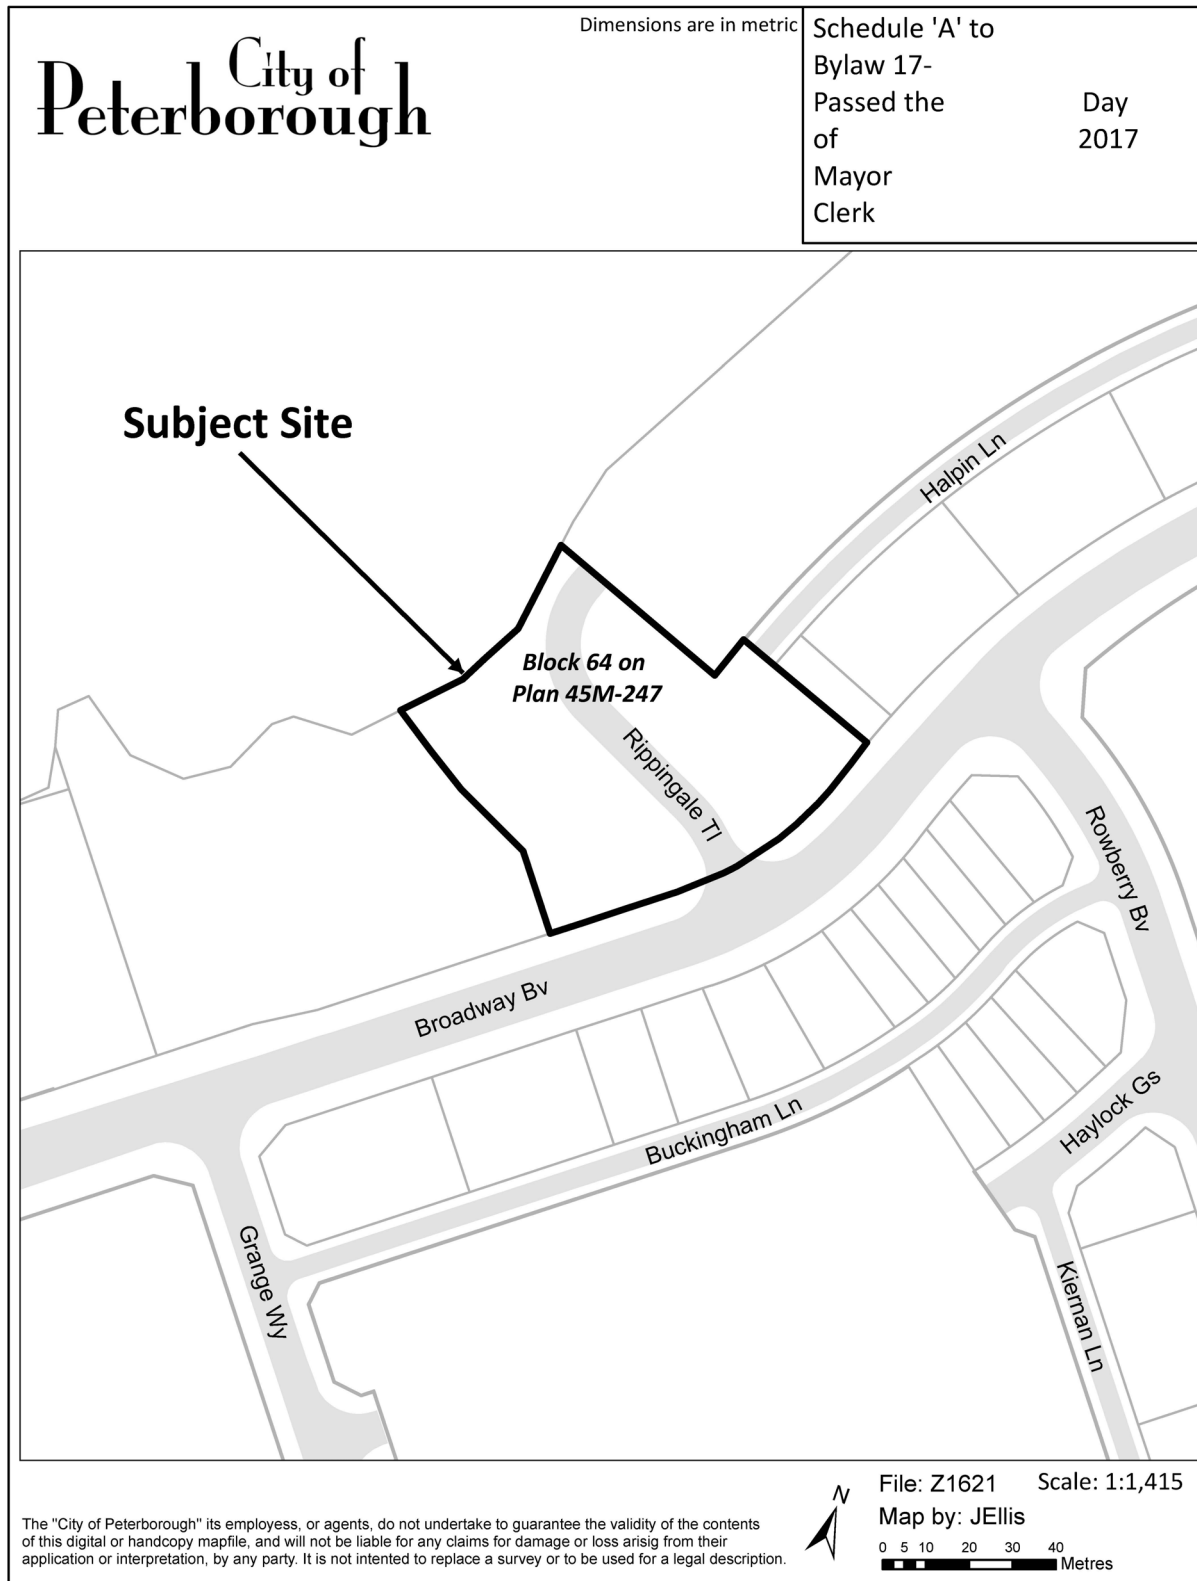 City of
Peterborough
Dimensions are in metric
Schedule 'A' to
Bylaw 17-
Passed the Day
of 2017
Mayor
Clerk
Subject Site
Halpin Ln
Block 64 on
Plan 45M-247
Rippingale Tl
Rowberry Bv
Broadway Bv
Buckingham Ln
Haylock Gs
Grange Wy
Kiernan Ln
The "City of Peterborough" its employess, or agents, do not undertake to guarantee the validity of the contents
of this digital or handcopy mapfile, and will not be liable for any claims for damage or loss arisig from their
application or interpretation, by any party. It is not intended to replace a survey or to be used for a legal description.
N
File: Z1621 Scale: 1:1,415
Map by: JEllis
0 5 10 20 30 40
Metres